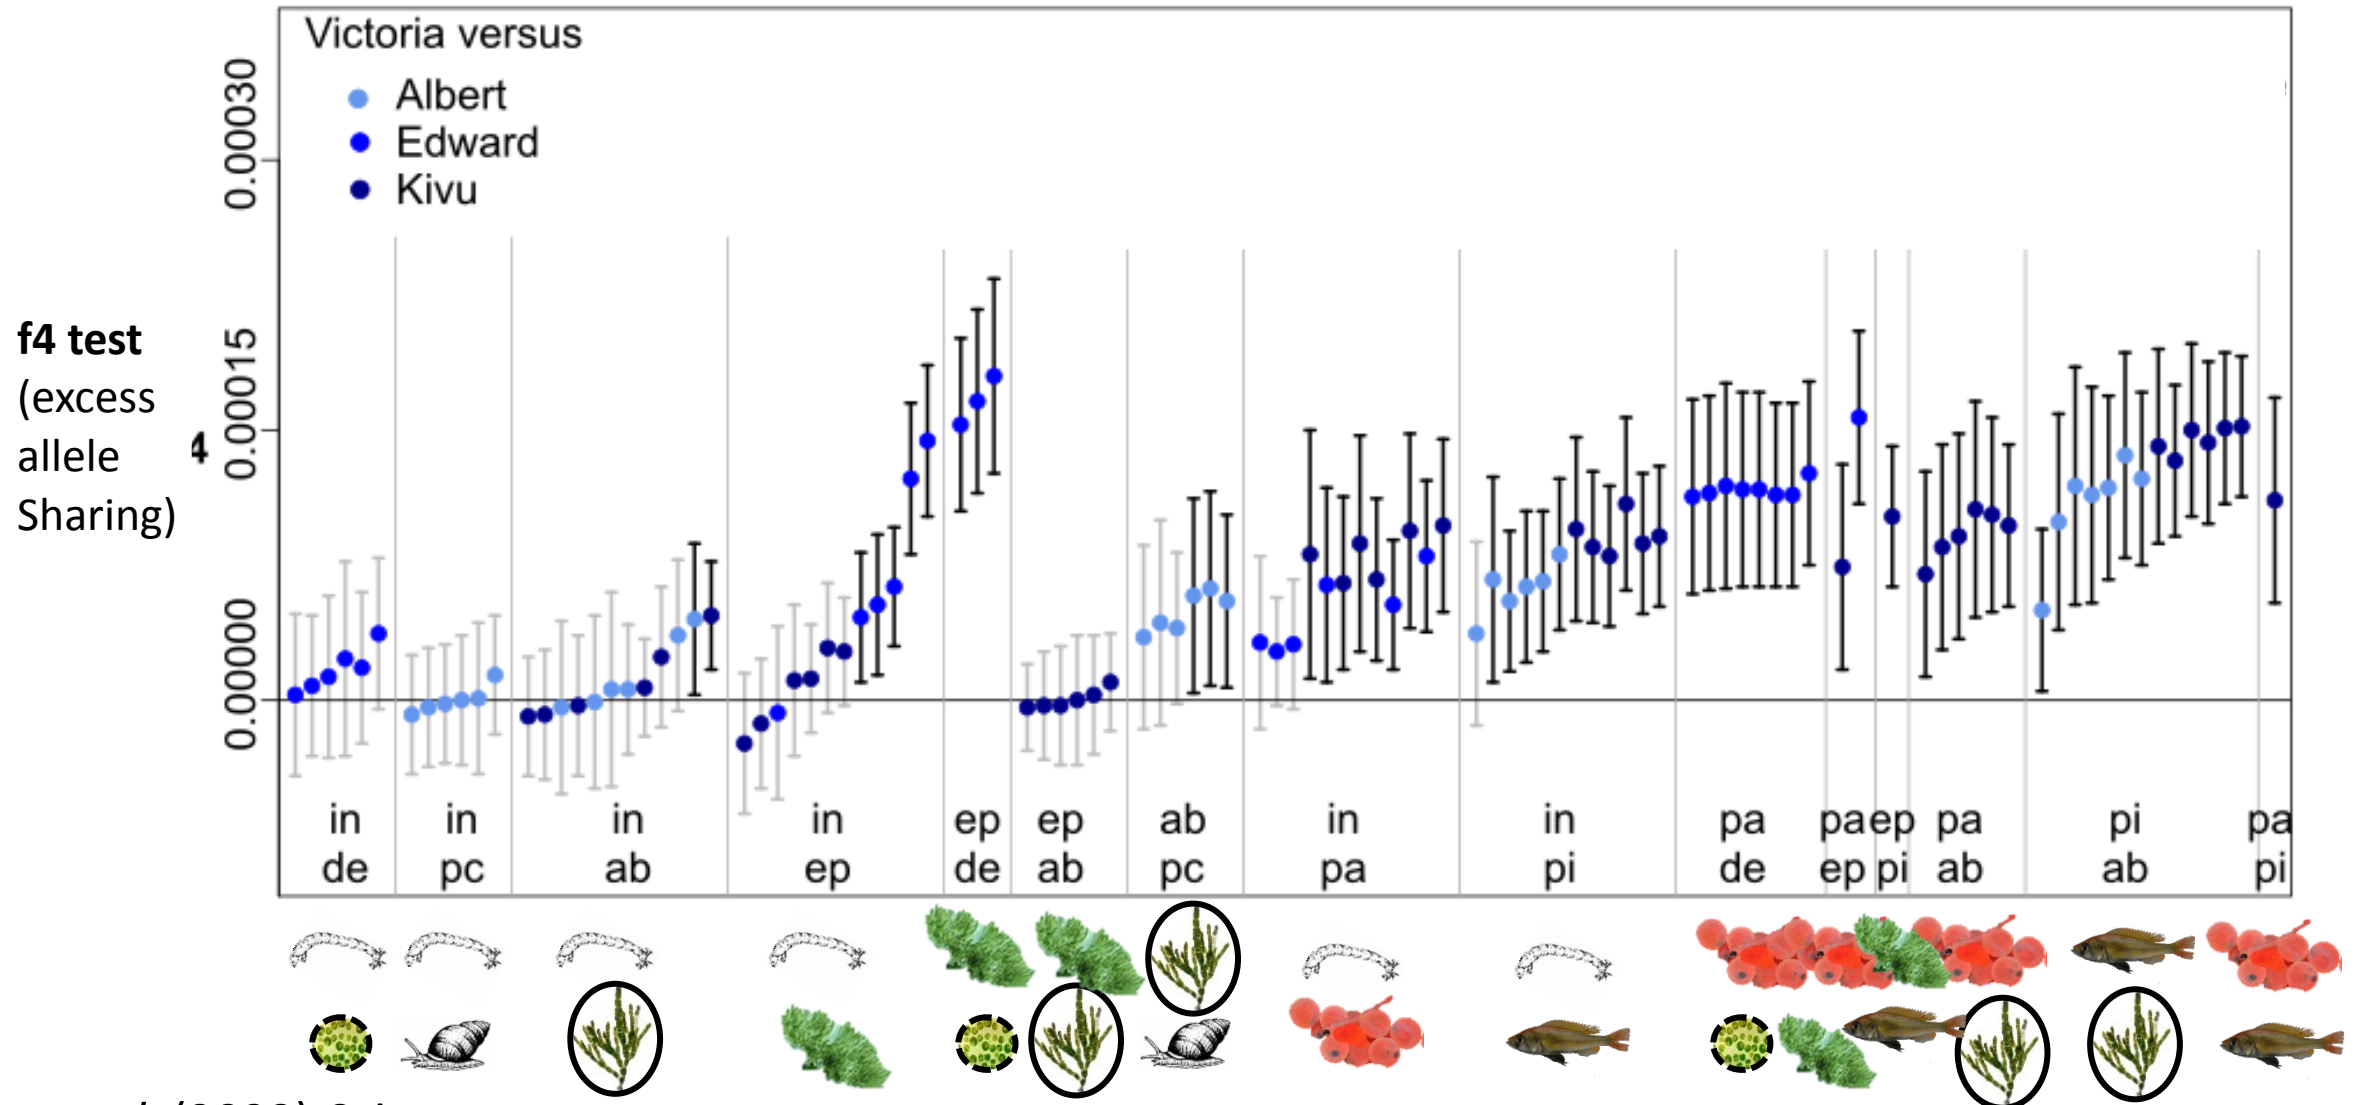 Victoria versus
Albert
Edward
Kivu
0.00030
0.00015
0.00000
f4 test
(excess
allele
Sharing)
4
in in in in ep ep ab in in pa pa ep pa pi pa
de pc ab ep de ab pc pa pi de ep pi ab ab pi